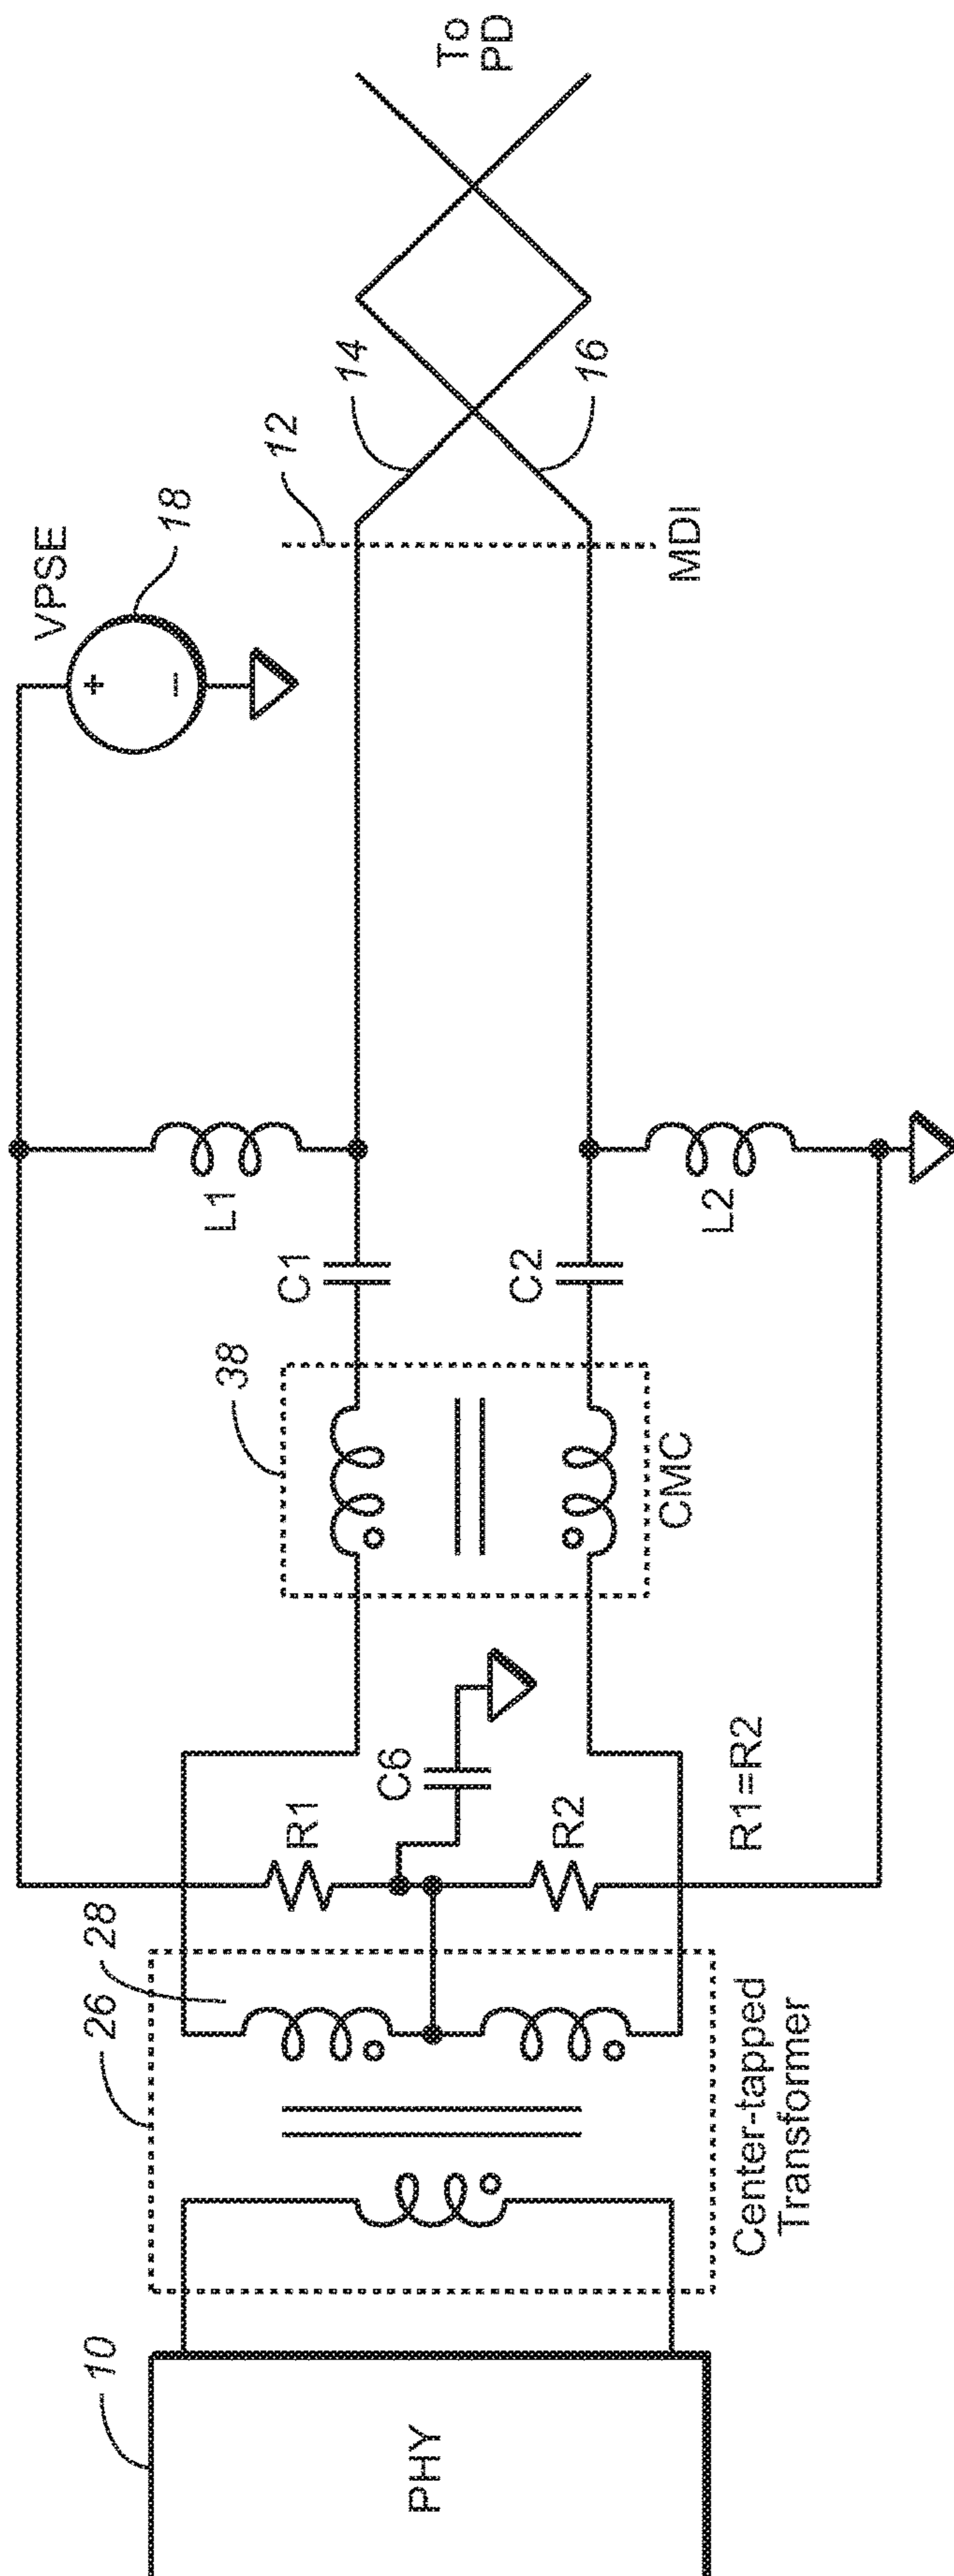 10
PHY
26
28
Center-tapped
Transformer
R1
R2
R1=R2
C6
38
CMC
C1
C2
L1
L2
VPSE
18
+
–
12
MDI
14
16
To
PD